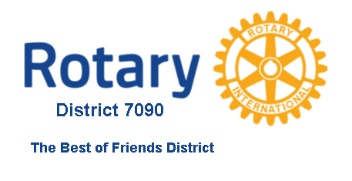 Rotary
District 7090
The Best of Friends District
ROTARY
INTERNATIONAL